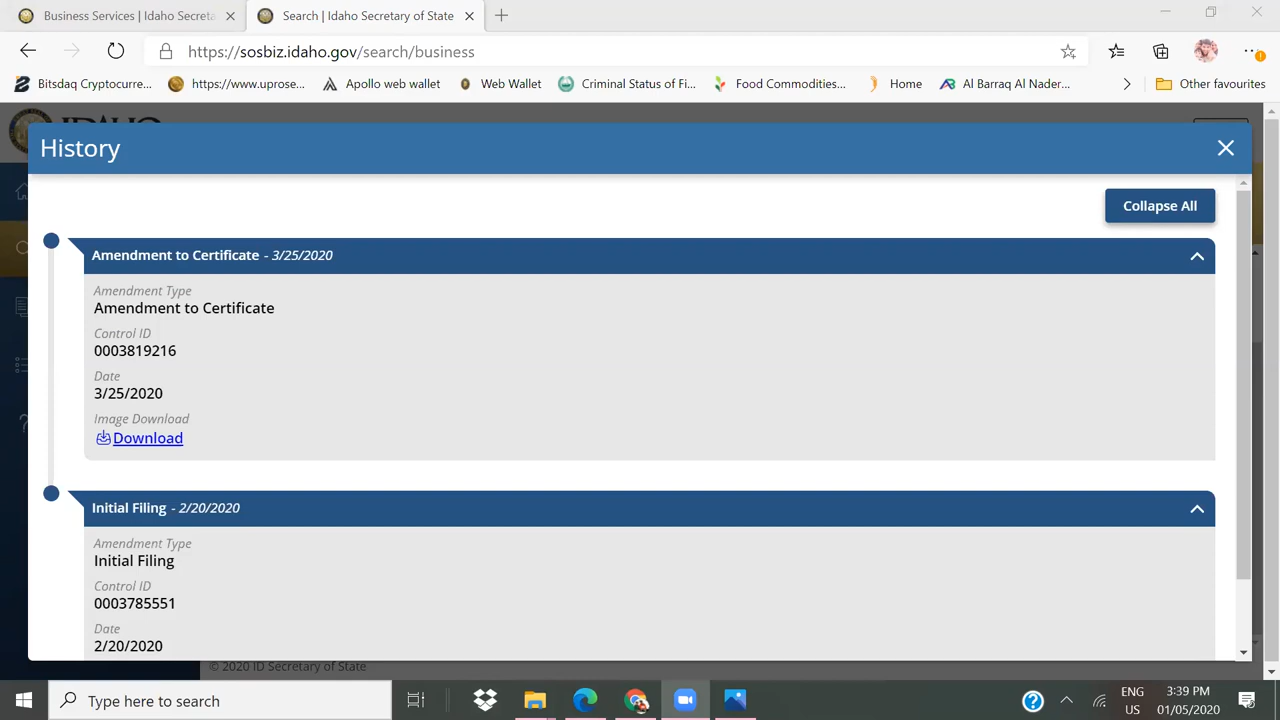 Business Services | Idaho Secreta
Search | Idaho Secretary of State
https://sosbiz.idaho.gov/search/business
Bitsdaq Cryptocurre...
https://www.uprose...
Apollo web wallet
Web Wallet
Criminal Status of Fi...
Food Commodities...
Home
Al Barraq Al Nader...
Other favourites
IDAHO
History
Collapse All
Amendment to Certificate - 3/25/2020
Amendment Type
Amendment to Certificate
Control ID
0003819216
Date
3/25/2020
Image Download
Download
Initial Filing - 2/20/2020
Amendment Type
Initial Filing
Control ID
0003785551
Date
2/20/2020
© 2020 ID Secretary of State
Type here to search
ENG
US
3:39 PM
01/05/2020